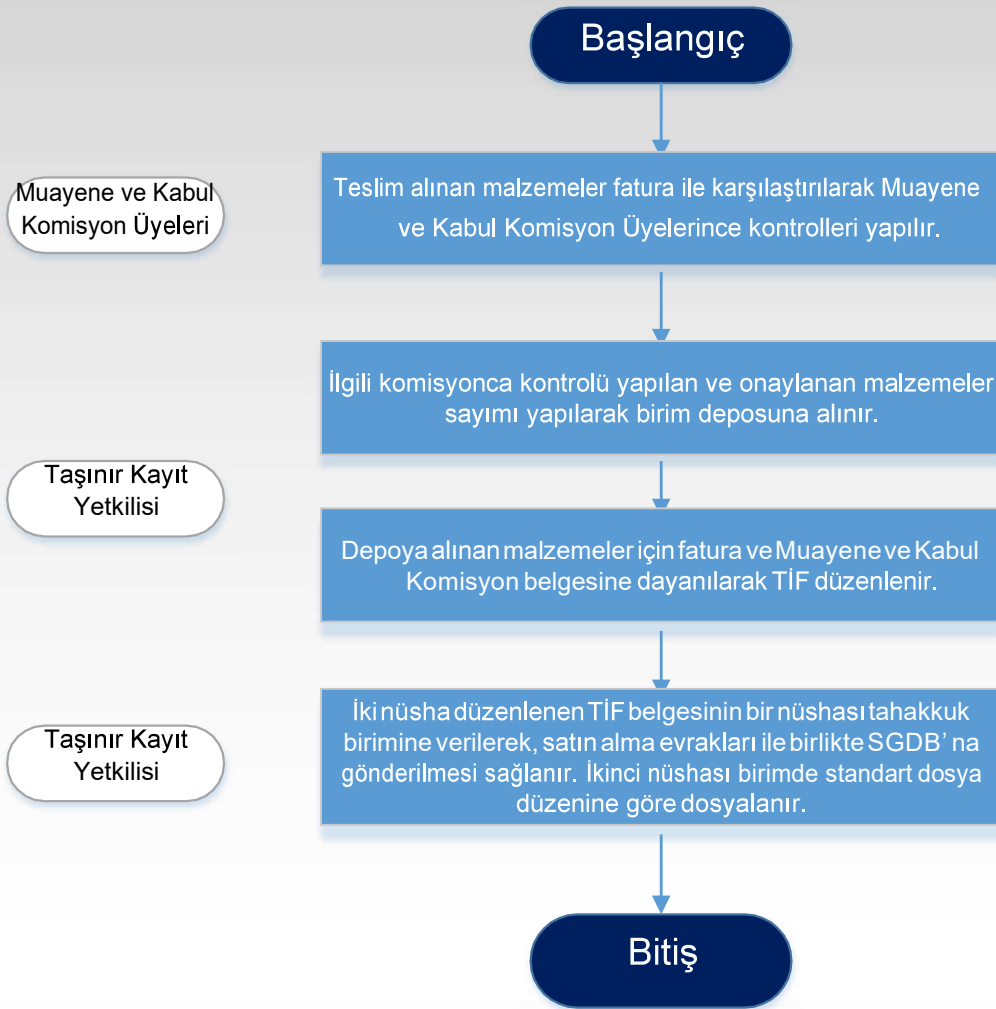 Başlangıç
Muayene ve Kabul
Komisyon Üyeleri
Teslim alınan malzemeler fatura ile karşılaştırılarak Muayene
ve Kabul Komisyon Üyelerince kontrolleri yapılır.
İlgili komisyonca kontrolü yapılan ve onaylanan malzemeler
sayımı yapılarak birim deposuna alınır.
Taşınır Kayıt
Yetkilisi
Depoya alınan malzemeler için fatura ve Muayene ve Kabul
Komisyon belgesine dayanılarak TİF düzenlenir.
Taşınır Kayıt
Yetkilisi
İki nüsha düzenlenen TİF belgesinin bir nüshası tahakkuk
birimine verilerek, satın alma evrakları ile birlikte SGDB’ na
gönderilmesi sağlanır. İkinci nüshası birimde standart dosya
düzenine göre dosyalanır.
Bitiş